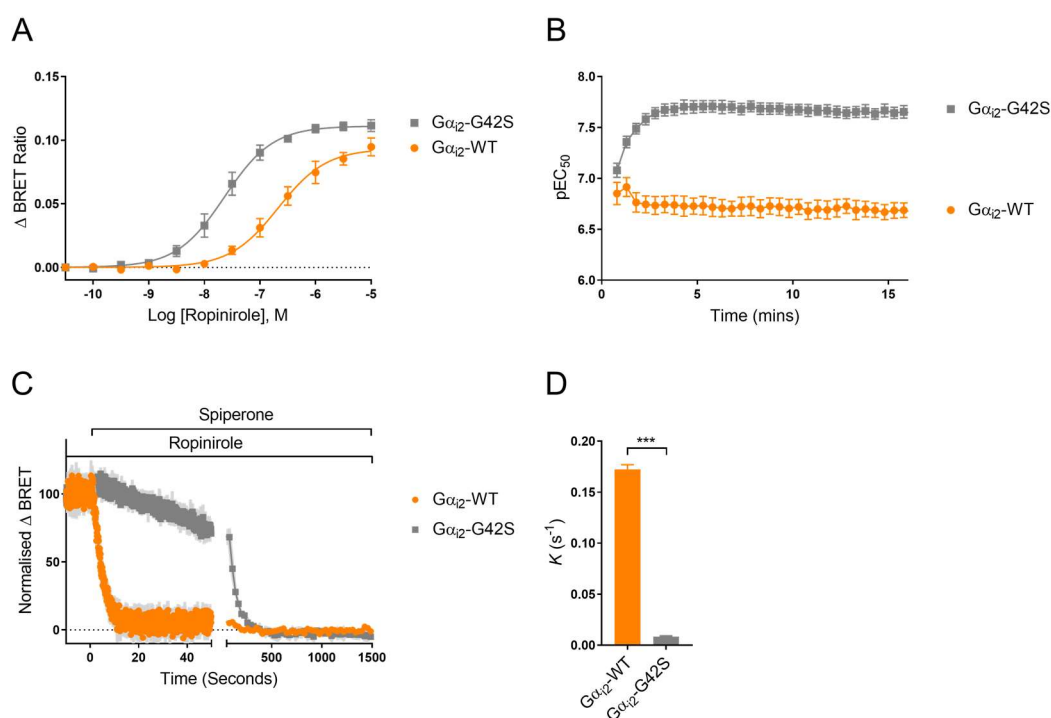 A
Δ BRET Ratio
0.15
0.10
0.05
0.00
-10
-9
-8
-7
-6
-5
Log [Ropinirole], M
Gαi2-G42S
Gαi2-WT
B
pEC50
8.0
7.5
7.0
6.5
6.0
0
5
10
15
Time (mins)
Gαi2-G42S
Gαi2-WT
C
Spiperone
Ropinirole
Normalised Δ BRET
100
50
0
0
20
40
500
1000
1500
Time (Seconds)
Gαi2-WT
Gαi2-G42S
D
K (s-1)
0.20
0.15
0.10
0.05
0.00
***
Gαi2-WT
Gαi2-G42S